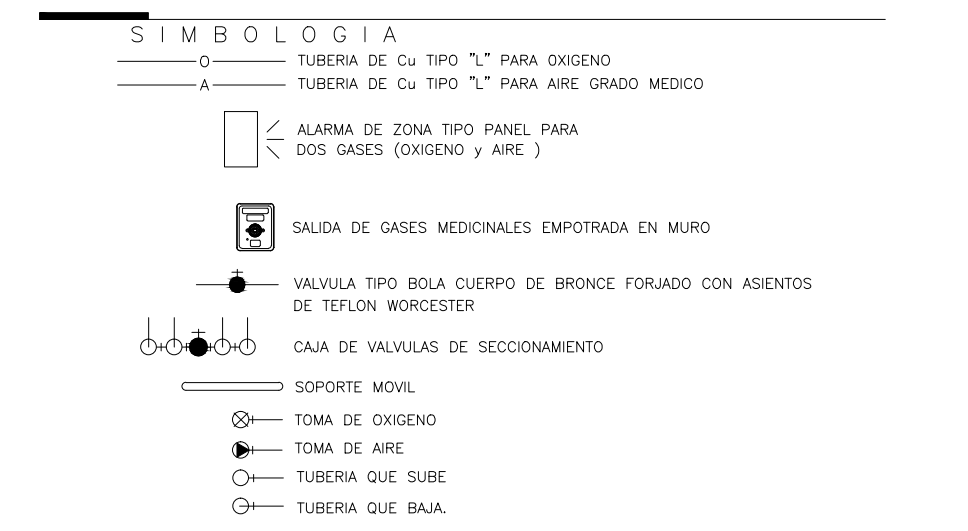 SIMBOLOGIA
O TUBERIA DE Cu TIPO "L" PARA OXIGENO
A TUBERIA DE Cu TIPO "L" PARA AIRE GRADO MEDICO
ALARMA DE ZONA TIPO PANEL PARA
DOS GASES (OXIGENO y AIRE )
SALIDA DE GASES MEDICINALES EMPOTRADA EN MURO
VALVULA TIPO BOLA CUERPO DE BRONCE FORJADO CON ASIENTOS
DE TEFLON WORCESTER
CAJA DE VALVULAS DE SECCIONAMIENTO
SOPORTE MOVIL
TOMA DE OXIGENO
TOMA DE AIRE
TUBERIA QUE SUBE
TUBERIA QUE BAJA.